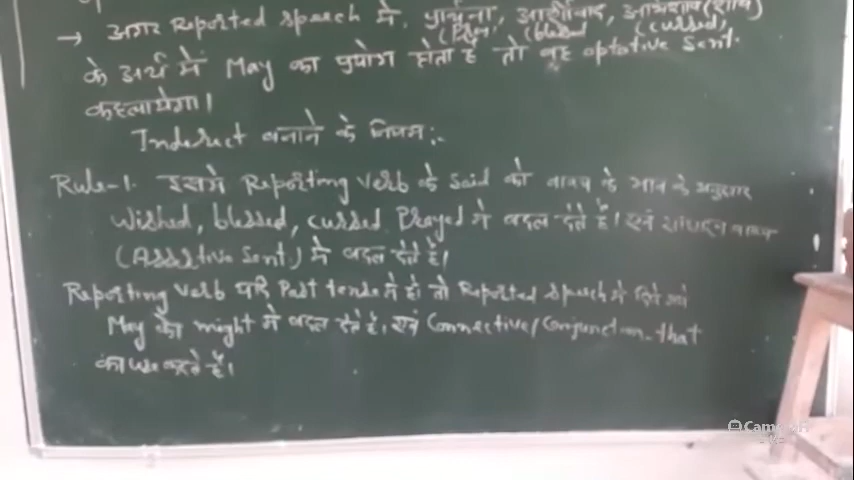 → अगर Reported speech में, प्रार्थना, आशीर्वाद, अभिशाप (शाप)
(blessed (cursed,
के अर्थ में May का प्रयोग होता है तो वह optative Sent.
कहलायेगा।
Inderect बनाने के नियम:-
Rule-1. इसमें Reporting Verb के Said को वाक्य के भाव के अनुसार
Wished, blessed, cursed Prayed में बदल देते हैं। एवं वाक्य
(Assertive Sent.) में बदल देते हैं।
Reporting Verb यदि Past tense में हो तो Reported speech में दिये गये
May को might में बदल देते हैं। एवं Connective/Conjunction-that
का use करते हैं।